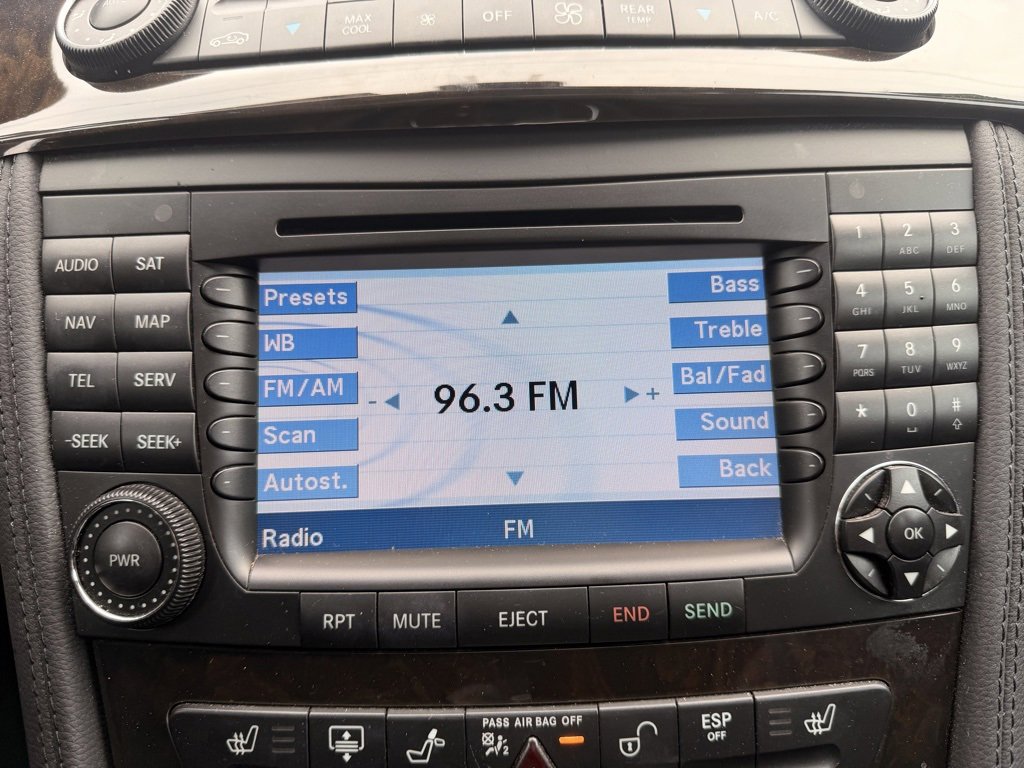 MAX
COOL
OFF
REAR
TEMP
A/C
AUDIO
SAT
NAV
MAP
TEL
SERV
-SEEK
SEEK+
PWR
Presets
WB
FM/AM
Scan
Autost.
- 96.3 FM +
Bass
Treble
Bal/Fad
Sound
Back
Radio
FM
1
2
ABC
3
DEF
4
GHI
5
JKL
6
MNO
7
PQRS
8
TUV
9
WXYZ
*
0
#
OK
RPT
MUTE
EJECT
END
SEND
PASS AIR BAG OFF
2
ESP
OFF